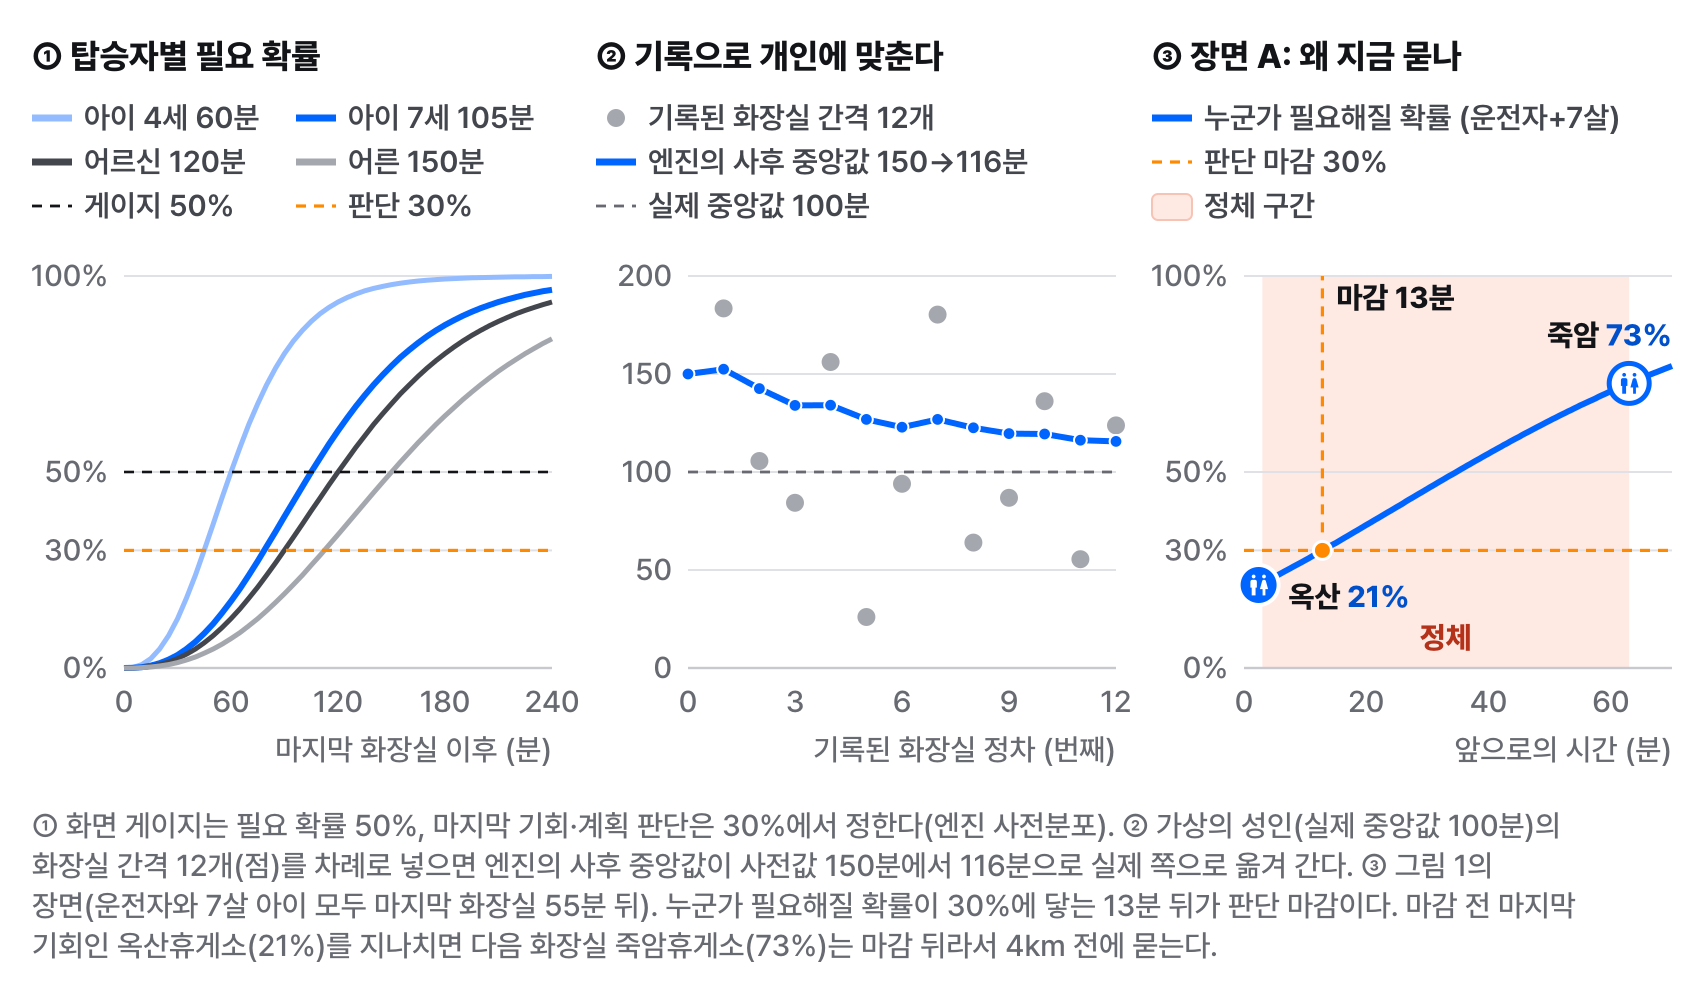 ① 탑승자별 필요 확률
아이 4세 60분
아이 7세 105분
어르신 120분
어른 150분
게이지 50%
판단 30%
100%
50%
30%
0%
0 60 120 180 240
마지막 화장실 이후 (분)
② 기록으로 개인에 맞춘다
기록된 화장실 간격 12개
엔진의 사후 중앙값 150→116분
실제 중앙값 100분
200
150
100
50
0
0 3 6 9 12
기록된 화장실 정차 (번째)
③ 장면 A: 왜 지금 묻나
누군가 필요해질 확률 (운전자+7살)
판단 마감 30%
정체 구간
100%
마감 13분
죽암 73%
50%
30%
옥산 21%
정체
0%
0 20 40 60
앞으로의 시간 (분)
① 화면 게이지는 필요 확률 50%, 마지막 기회·계획 판단은 30%에서 정한다(엔진 사전분포). ② 가상의 성인(실제 중앙값 100분)의
화장실 간격 12개(점)를 차례로 넣으면 엔진의 사후 중앙값이 사전값 150분에서 116분으로 실제 쪽으로 옮겨 간다. ③ 그림 1의
장면(운전자와 7살 아이 모두 마지막 화장실 55분 뒤). 누군가 필요해질 확률이 30%에 닿는 13분 뒤가 판단 마감이다. 마감 전 마지막
기회인 옥산휴게소(21%)를 지나치면 다음 화장실 죽암휴게소(73%)는 마감 뒤라서 4km 전에 묻는다.